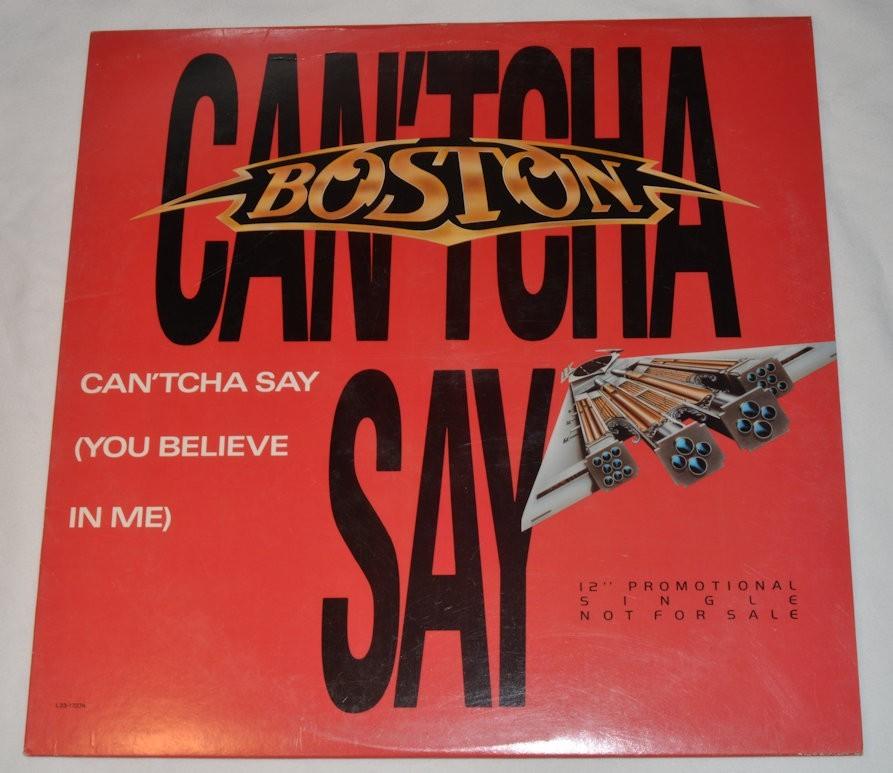 CAN'TCHA
BOSTON
SAY
CAN'TCHA SAY
(YOU BELIEVE
IN ME)
12" PROMOTIONAL
SINGLE
NOT FOR SALE